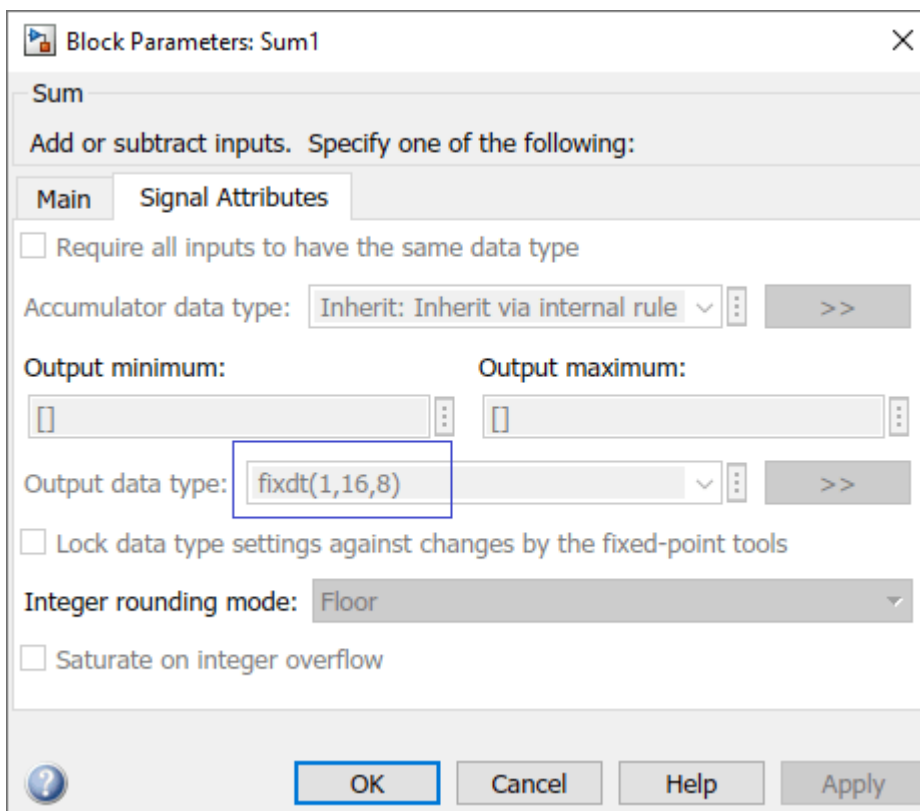 Block Parameters: Sum1
Sum
Add or subtract inputs. Specify one of the following:
Main Signal Attributes
Require all inputs to have the same data type
Accumulator data type: Inherit: Inherit via internal rule >>
Output minimum: Output maximum:
[] []
Output data type: fixdt(1,16,8) >>
Lock data type settings against changes by the fixed-point tools
Integer rounding mode: Floor
Saturate on integer overflow
? OK Cancel Help Apply